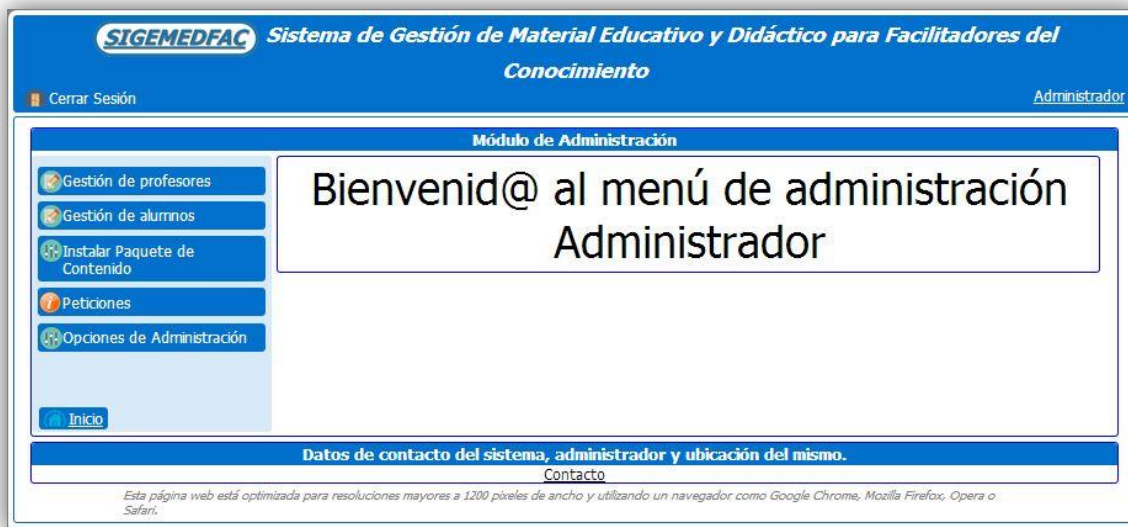 SIGEMEDFAC Sistema de Gestión de Material Educativo y Didáctico para Facilitadores del
Conocimiento
Cerrar Sesión
Administrador
Módulo de Administración
Gestión de profesores
Gestión de alumnos
Instalar Paquete de
Contenido
Peticiones
Opciones de Administración
Inicio
Bienvenid@ al menú de administración
Administrador
Datos de contacto del sistema, administrador y ubicación del mismo.
Contacto
Esta página web está optimizada para resoluciones mayores a 1200 pixeles de ancho y utilizando un navegador como Google Chrome, Mozilla Firefox, Opera o
Safari.